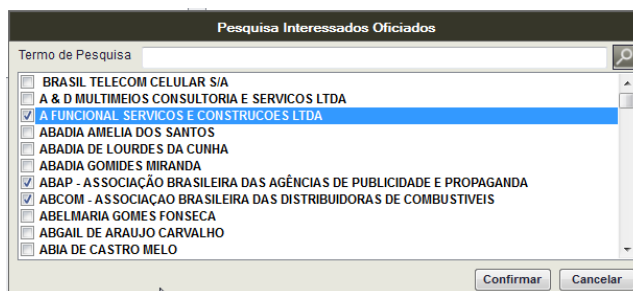 Pesquisa Interessados Oficiados
Termo de Pesquisa
BRASIL TELECOM CELULAR S/A
A & D MULTIMEIOS CONSULTORIA E SERVICOS LTDA
A FUNCIONAL SERVICOS E CONSTRUCOES LTDA
ABADIA AMELIA DOS SANTOS
ABADIA DE LOURDES DA CUNHA
ABADIA GOMIDES MIRANDA
ABAP - ASSOCIAÇÃO BRASILEIRA DAS AGÊNCIAS DE PUBLICIDADE E PROPAGANDA
ABCOM - ASSOCIAÇAO BRASILEIRA DAS DISTRIBUIDORAS DE COMBUSTIVEIS
ABELMARIA GOMES FONSECA
ABGAIL DE ARAUJO CARVALHO
ABIA DE CASTRO MELO
Confirmar Cancelar